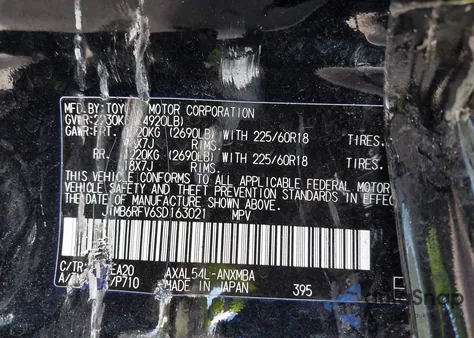 MFD.BY:TOYO MOTOR CORPORATION
GVWR:2230KG( 4920LB)
GAWR:FRT. 1220KG (2690LB) WITH 225/60R18 TIRES.
18X7J RIMS.
RR. 1220KG (2690LB) WITH 225/60R18 TIRES.
18X7J RIMS.
THIS VEHICLE CONFORMS TO ALL APPLICABLE FEDERAL MOTOR
VEHICLE SAFETY AND THEFT PREVENTION STANDARDS IN EFFEC
THE DATE OF MANUFACTURE SHOWN ABOVE.
JTMB6RFV6SD163021 MPV
C/TR EA20 AXAL54L-ANXMBA
A/ /P710 MADE IN JAPAN 395